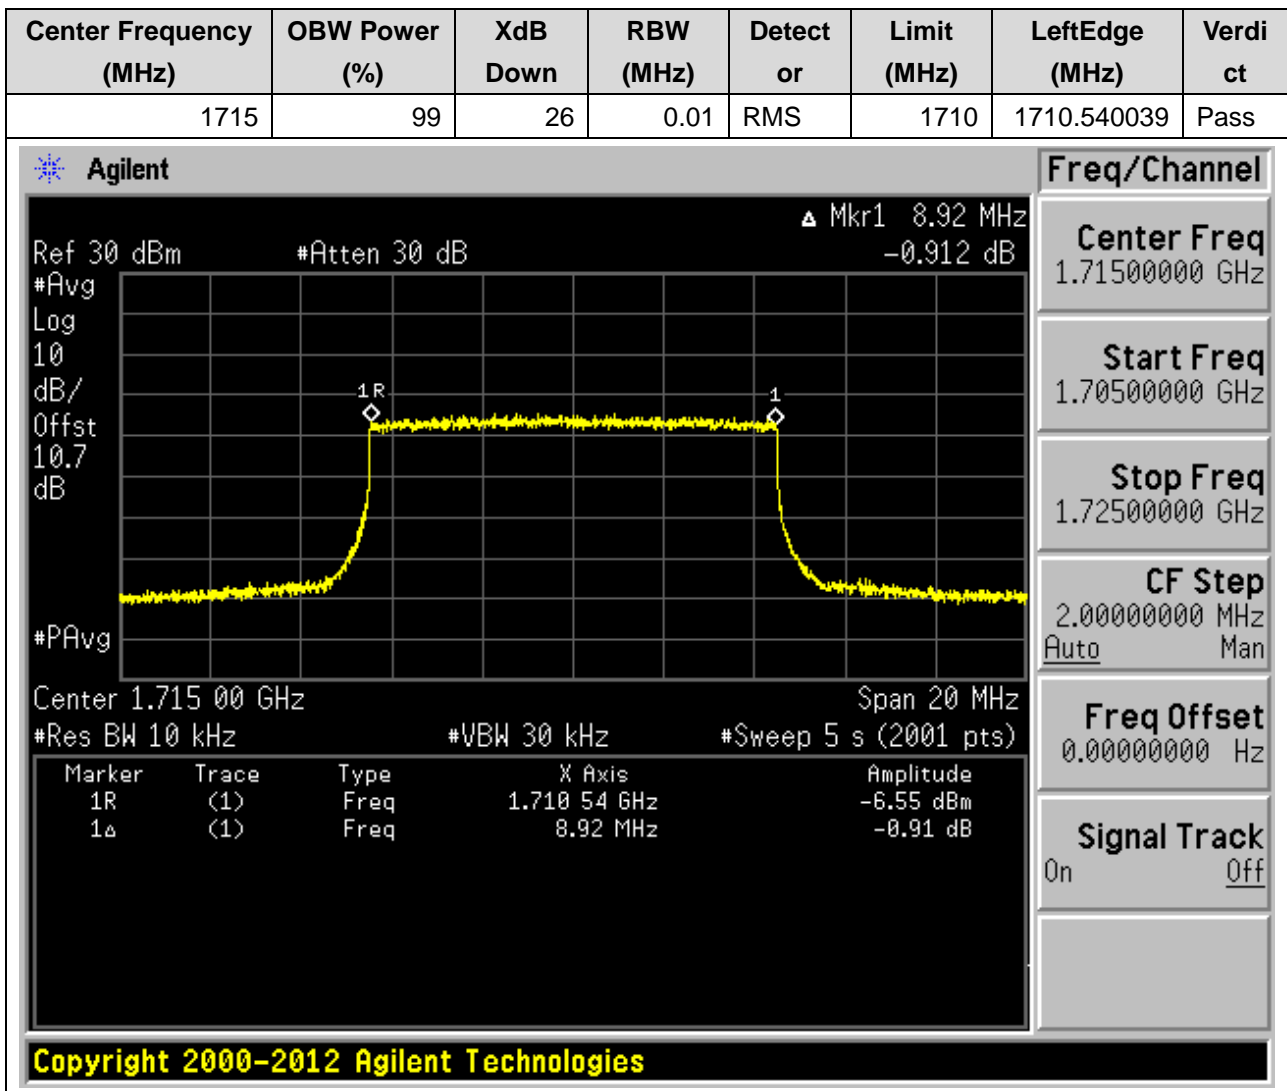 Center Frequency OBW Power XdB RBW Detect Limit LeftEdge Verdi
(MHz) (%) Down (MHz) or (MHz) (MHz) ct
1715 99 26 0.01 RMS 1710 1710.540039 Pass
Agilent Freq/Channel
Δ Mkr1 8.92 MHz
Ref 30 dBm #Atten 30 dB -0.912 dB
#Avg
Log
10
dB/
Offst
10.7
dB
#PAvg
1R
1
Center 1.715 00 GHz Span 20 MHz
#Res BW 10 kHz #VBW 30 kHz #Sweep 5 s (2001 pts)
Marker Trace Type X Axis Amplitude
1R (1) Freq 1.710 54 GHz -6.55 dBm
1Δ (1) Freq 8.92 MHz -0.91 dB
Center Freq
1.71500000 GHz
Start Freq
1.70500000 GHz
Stop Freq
1.72500000 GHz
CF Step
2.00000000 MHz
Auto Man
Freq Offset
0.00000000 Hz
Signal Track
On Off
Copyright 2000-2012 Agilent Technologies